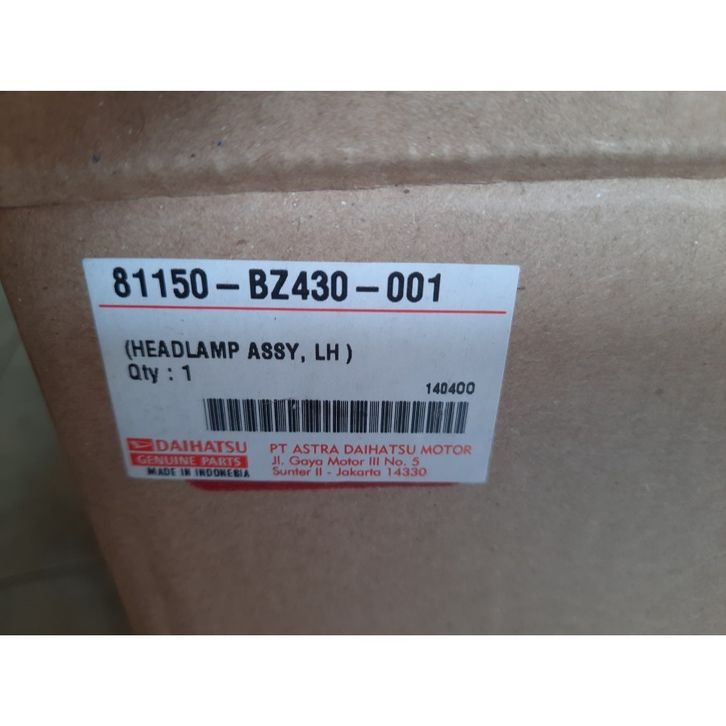 81150-BZ430-001
(HEADLAMP ASSY, LH )
Qty : 1
140400
DAIHATSU
GENUINE PARTS
MADE IN INDONESIA
PT ASTRA DAIHATSU MOTOR
Jl. Gaya Motor III No. 5
Sunter II - Jakarta 14330